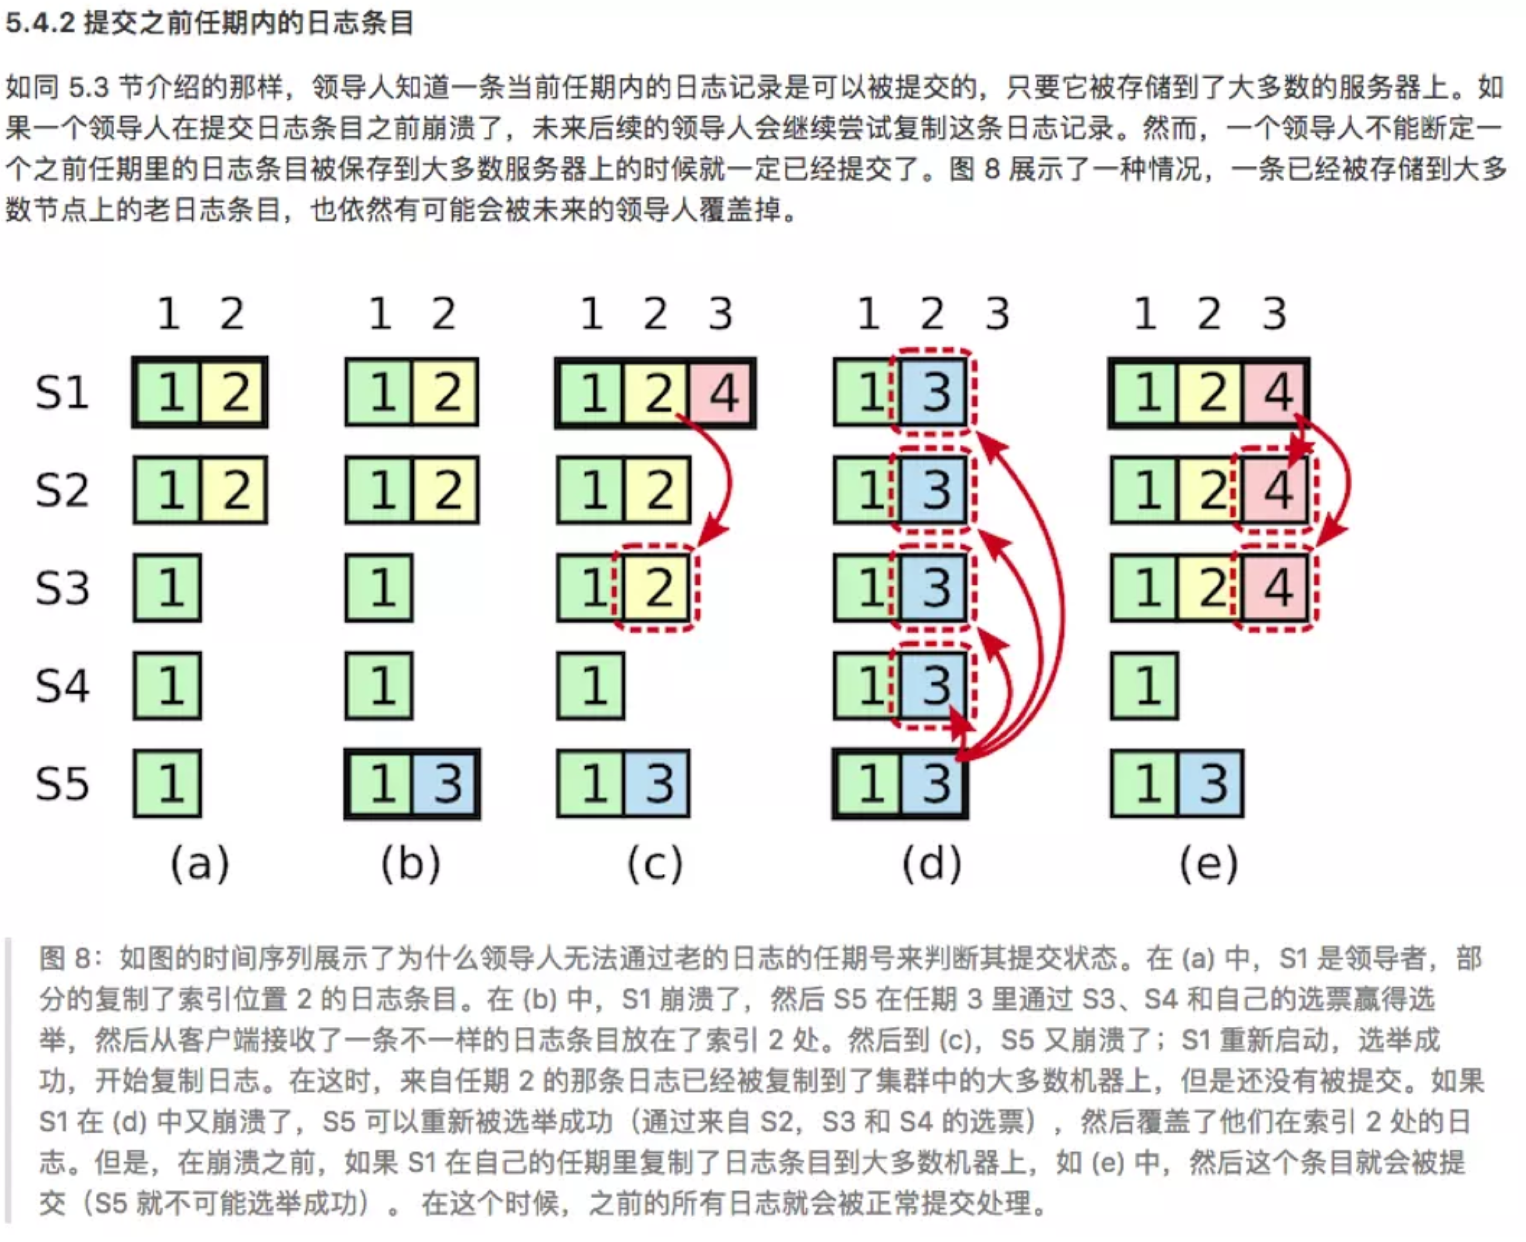 5.4.2 提交之前任期内的日志条目
如同 5.3 节介绍的那样，领导人知道一条当前任期内的日志记录是可以被提交的，只要它被存储到了大多数的服务器上。如
果一个领导人在提交日志条目之前崩溃了，未来后续的领导人会继续尝试复制这条日志记录。然而，一个领导人不能断定一
个之前任期里的日志条目被保存到大多数服务器上的时候就一定已经提交了。图 8 展示了一种情况，一条已经被存储到大多
数节点上的老日志条目，也依然有可能会被未来的领导人覆盖掉。
1 2 1 2 1 2 3 1 2 3 1 2 3
S1 1 2 1 2 1 2 4 1 3 1 2 4
S2 1 2 1 2 1 2 1 3 1 2 4
S3 1 1 1 2 1 3 1 2 4
S4 1 1 1 1 3 1
S5 1 1 3 1 3 1 3 1 3
(a) (b) (c) (d) (e)
图 8：如图的时间序列展示了为什么领导人无法通过老的日志的任期号来判断其提交状态。在 (a) 中，S1 是领导者，部
分的复制了索引位置 2 的日志条目。在 (b) 中，S1 崩溃了，然后 S5 在任期 3 里通过 S3、S4 和自己的选票赢得选
举，然后从客户端接收了一条不一样的日志条目放在了索引 2 处。然后到 (c)，S5 又崩溃了；S1 重新启动，选举成
功，开始复制日志。在这时，来自任期 2 的那条日志已经被复制到了集群中的大多数机器上，但是还没有被提交。如果
S1 在 (d) 中又崩溃了，S5 可以重新被选举成功（通过来自 S2，S3 和 S4 的选票），然后覆盖了他们在索引 2 处的日
志。但是，在崩溃之前，如果 S1 在自己的任期里复制了日志条目到大多数机器上，如 (e) 中，然后这个条目就会被提
交（S5 就不可能选举成功）。 在这个时候，之前的所有日志就会被正常提交处理。